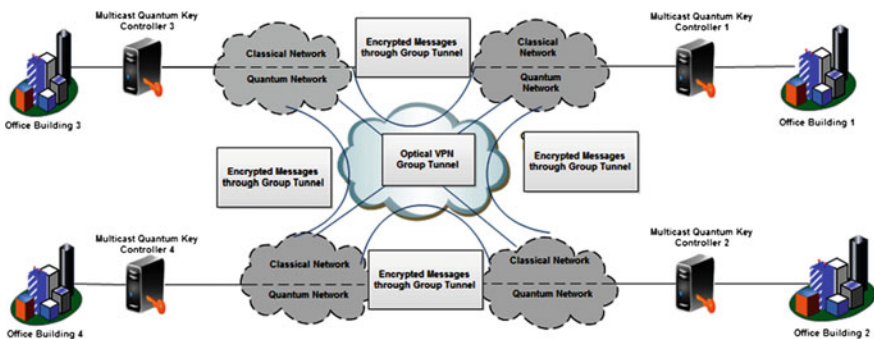 Multicast Quantum Key
Controller 3
Office Building 3
Classical Network
Quantum Network
Encrypted Messages
through Group Tunnel
Classical
Network
Quantum
Network
Multicast Quantum Key
Controller 1
Office Building 1
Encrypted Messages
through Group Tunnel
Optical VPN
Group Tunnel
Encrypted Messages
through Group Tunnel
Multicast Quantum Key
Controller 4
Office Building 4
Classical Network
Quantum Network
Encrypted Messages
through Group Tunnel
Classical Network
Quantum Network
Multicast Quantum Key
Controller 2
Office Building 2